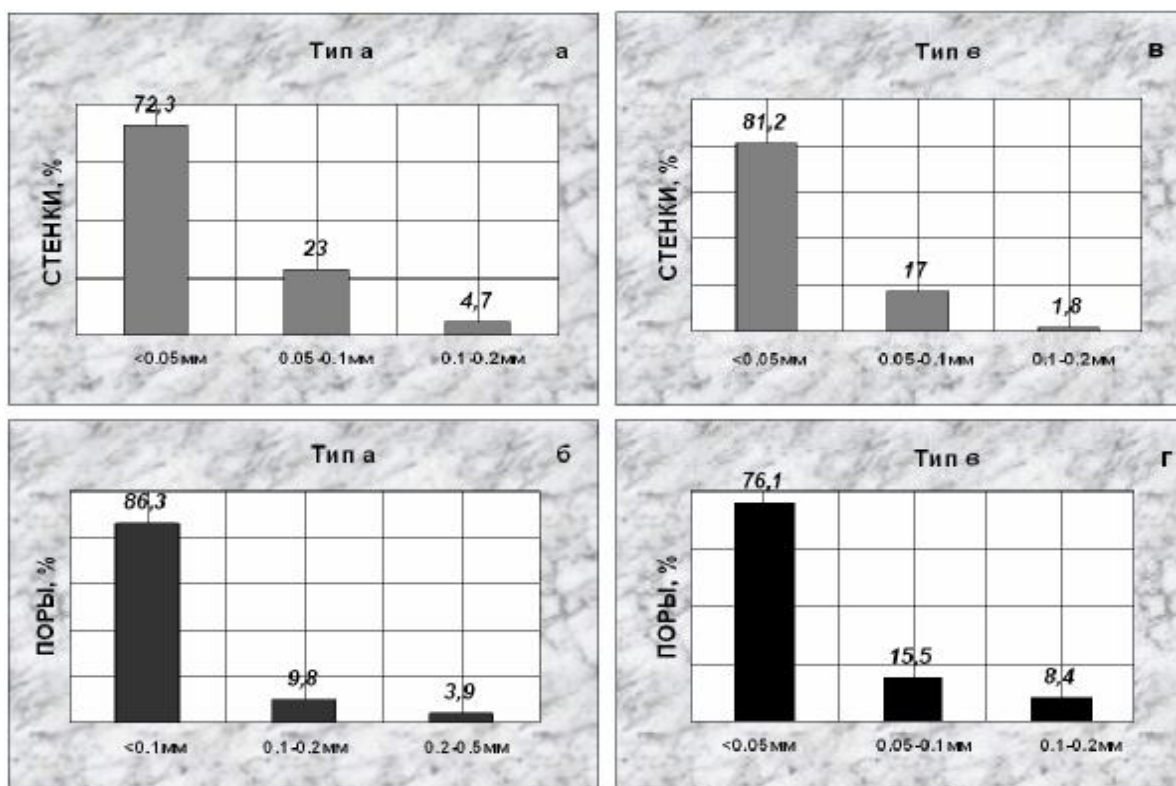 Тип а
а
СТЕНКИ, %
72,3
23
4,7
<0.05мм
0.05-0.1мм
0.1-0.2мм
Тип в
в
СТЕНКИ, %
81,2
17
1,8
<0,05мм
0.05-0.1мм
0.1-0.2мм
Тип а
б
ПОРЫ, %
86,3
9,8
3,9
<0.1мм
0.1-0.2мм
0.2-0.5мм
Тип в
г
ПОРЫ, %
76,1
15,5
8,4
<0.05мм
0.05-0.1мм
0.1-0.2мм